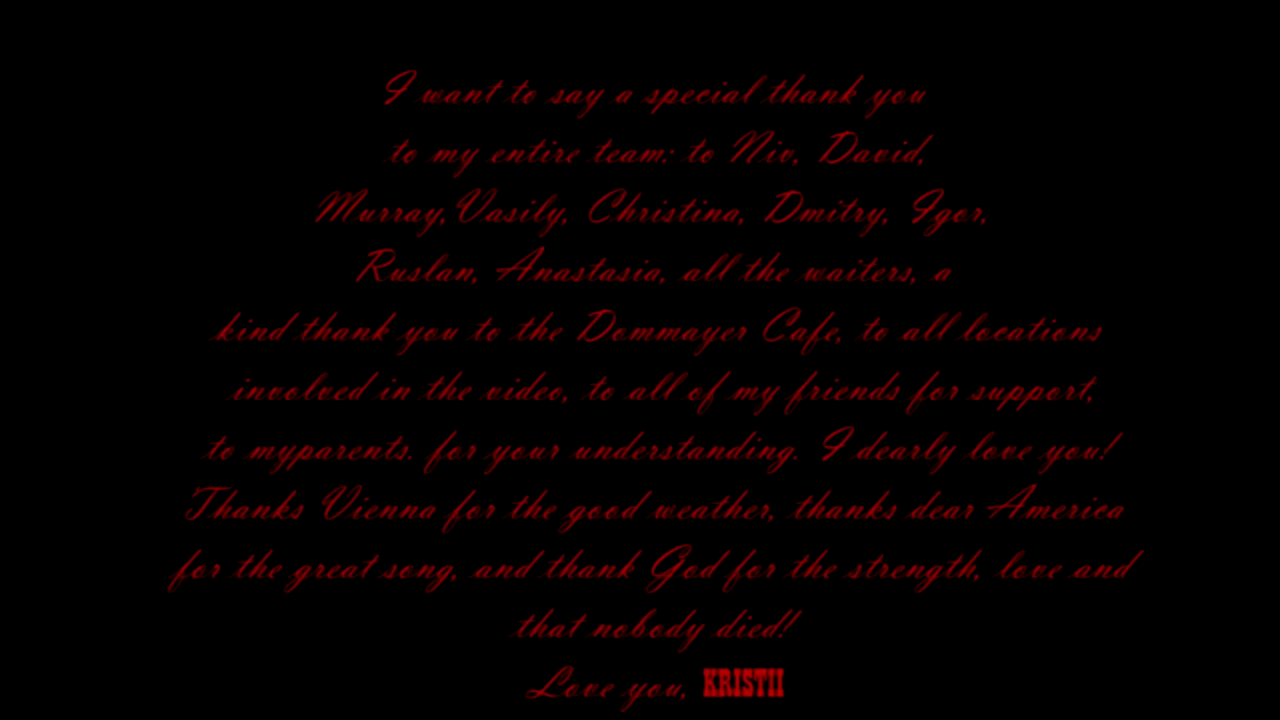 I want to say a special thank you
to my entire team: to Niv, David,
Murray, Vasily, Christina, Dmitry, Igor,
Ruslan, Anastasia, all the waiters, a
kind thank you to the Dommayer Cafe, to all locations
involved in the video, to all of my friends for support,
to myparents. for your understanding. I dearly love you!
Thanks Vienna for the good weather, thanks dear America
for the great song, and thank God for the strength, love and
that nobody died!
Love you, KRISTII